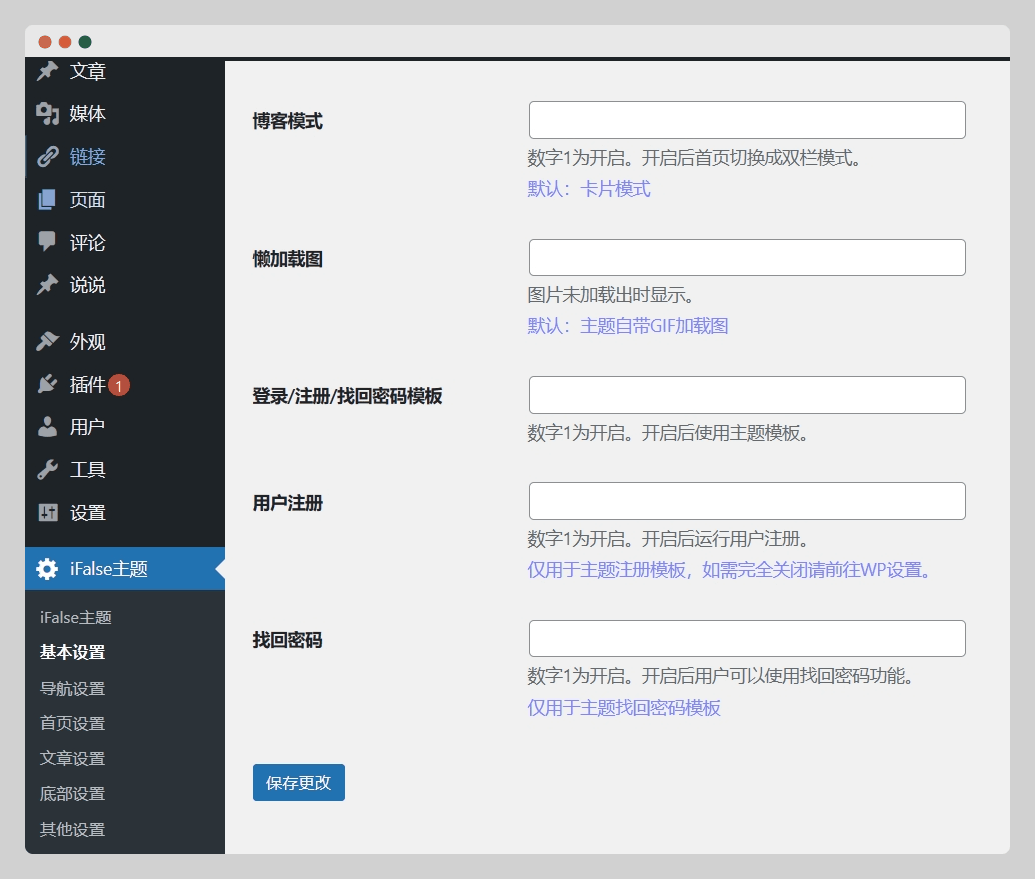 文章
媒体
链接
页面
评论
说说
外观
插件 1
用户
工具
设置
iFalse主题
iFalse主题
基本设置
导航设置
首页设置
文章设置
底部设置
其他设置
博客模式
数字1为开启。开启后首页切换成双栏模式。
默认：卡片模式
懒加载图
图片未加载出时显示。
默认：主题自带GIF加载图
登录/注册/找回密码模板
数字1为开启。开启后使用主题模板。
用户注册
数字1为开启。开启后运行用户注册。
仅用于主题注册模板，如需完全关闭请前往WP设置。
找回密码
数字1为开启。开启后用户可以使用找回密码功能。
仅用于主题找回密码模板
保存更改